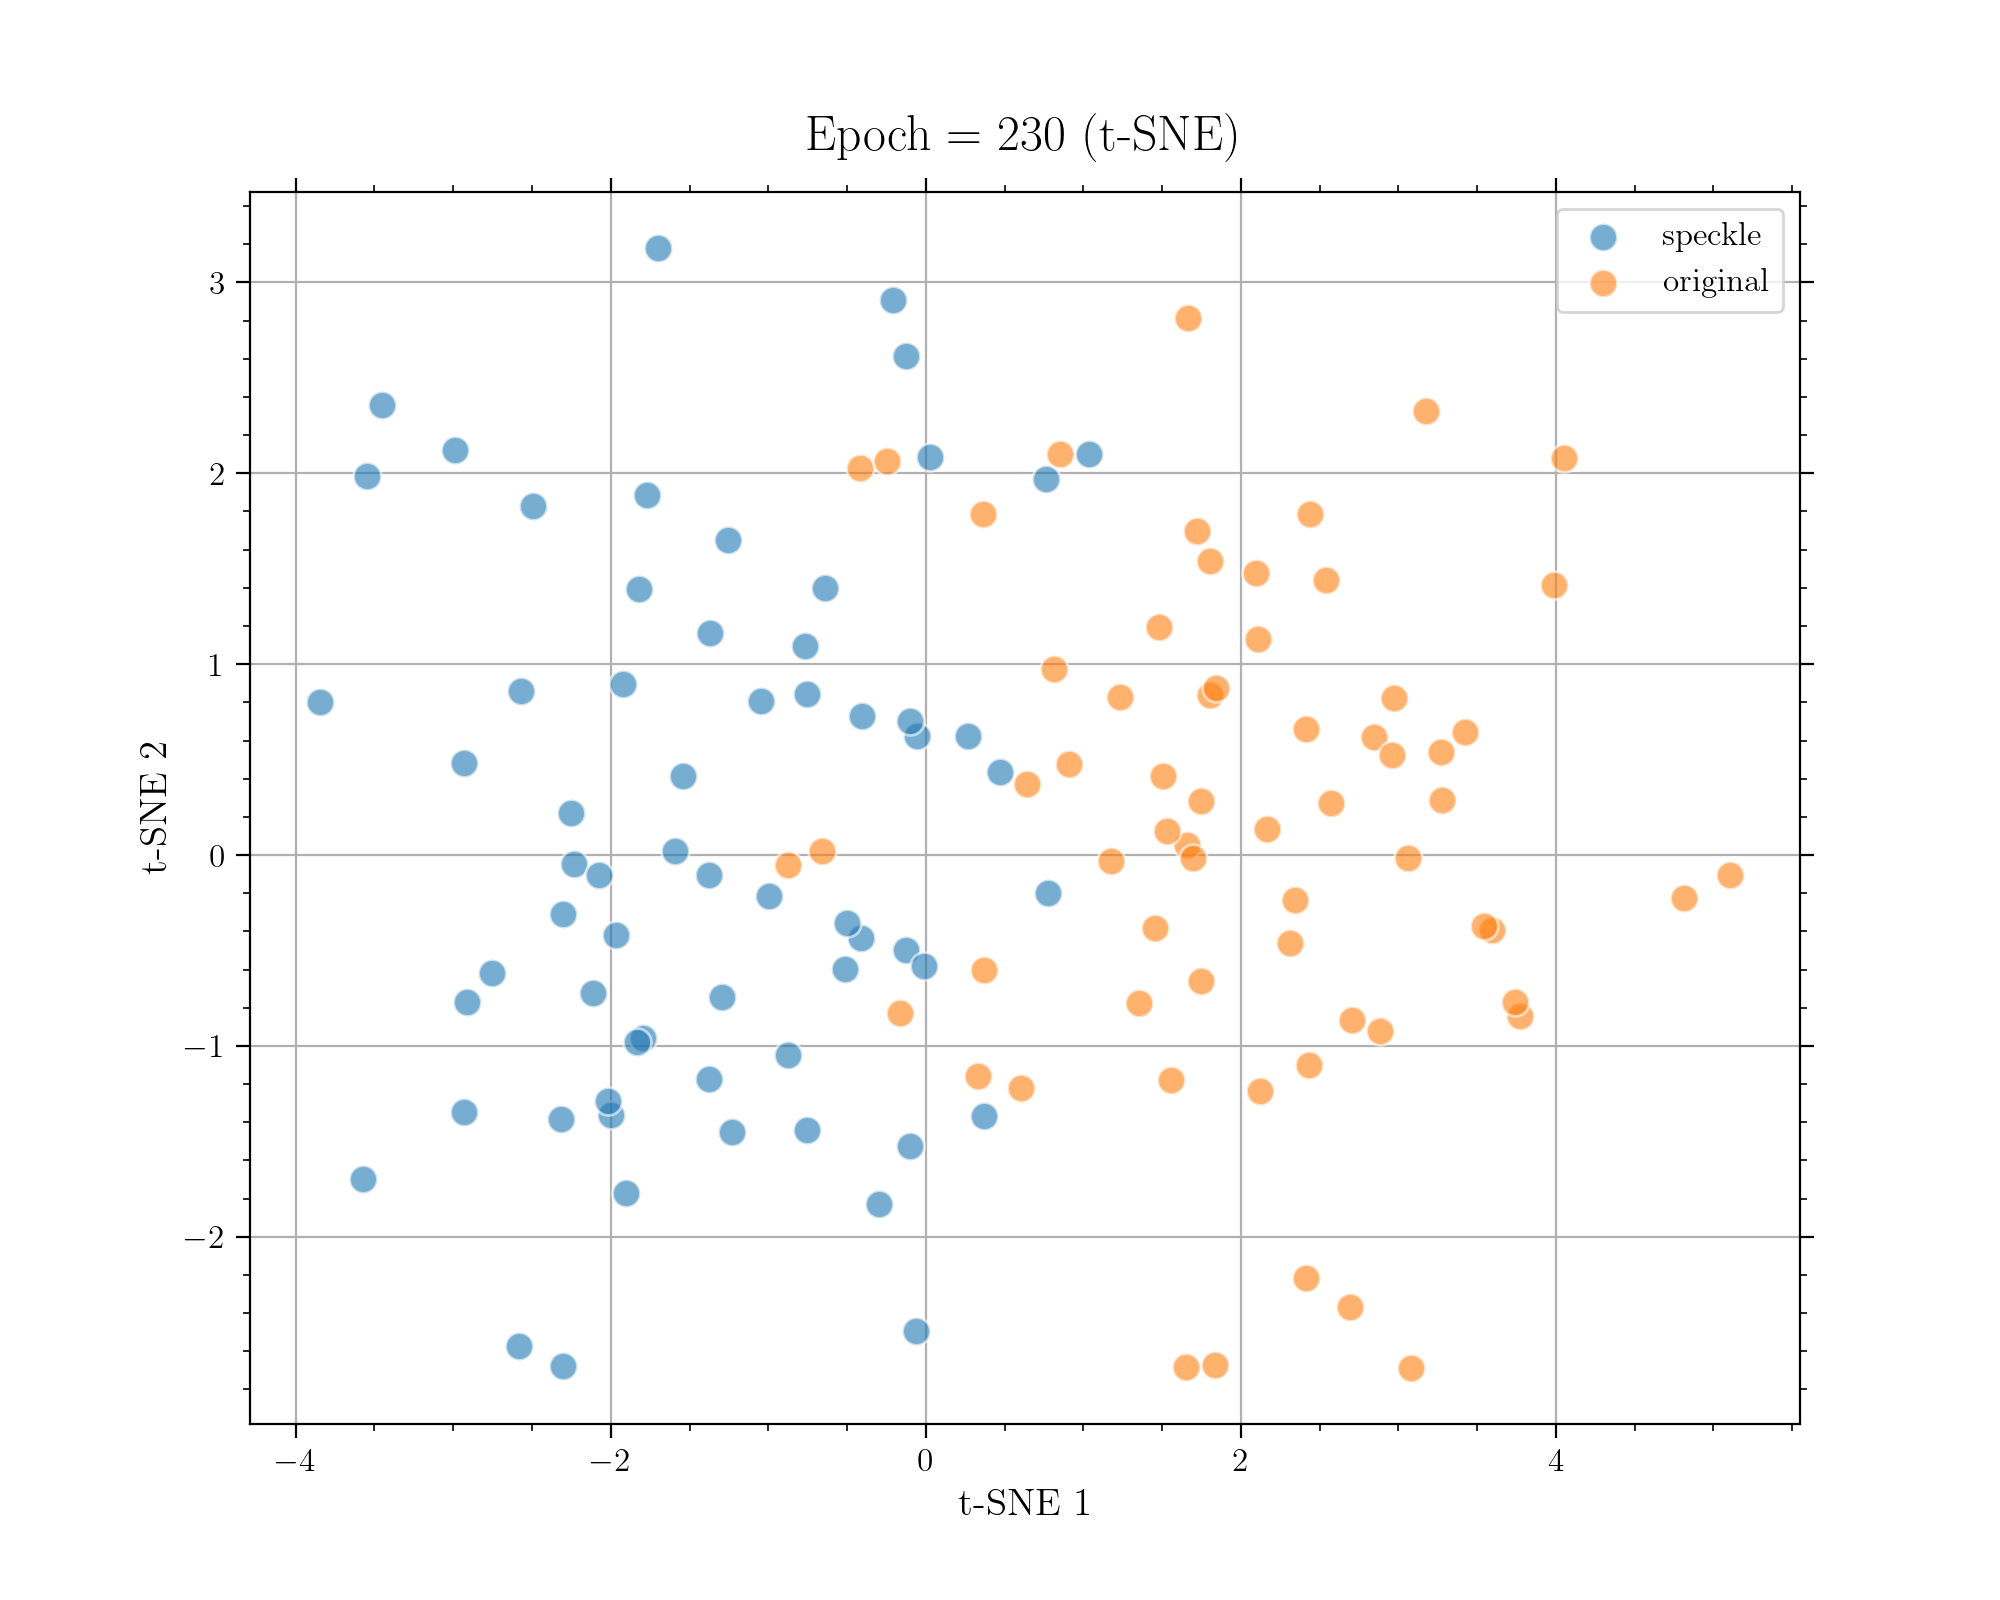 Epoch = 230 (t-SNE)
speckle
original
3
2
1
0
−1
−2
t-SNE 2
−4
−2
0
2
4
t-SNE 1